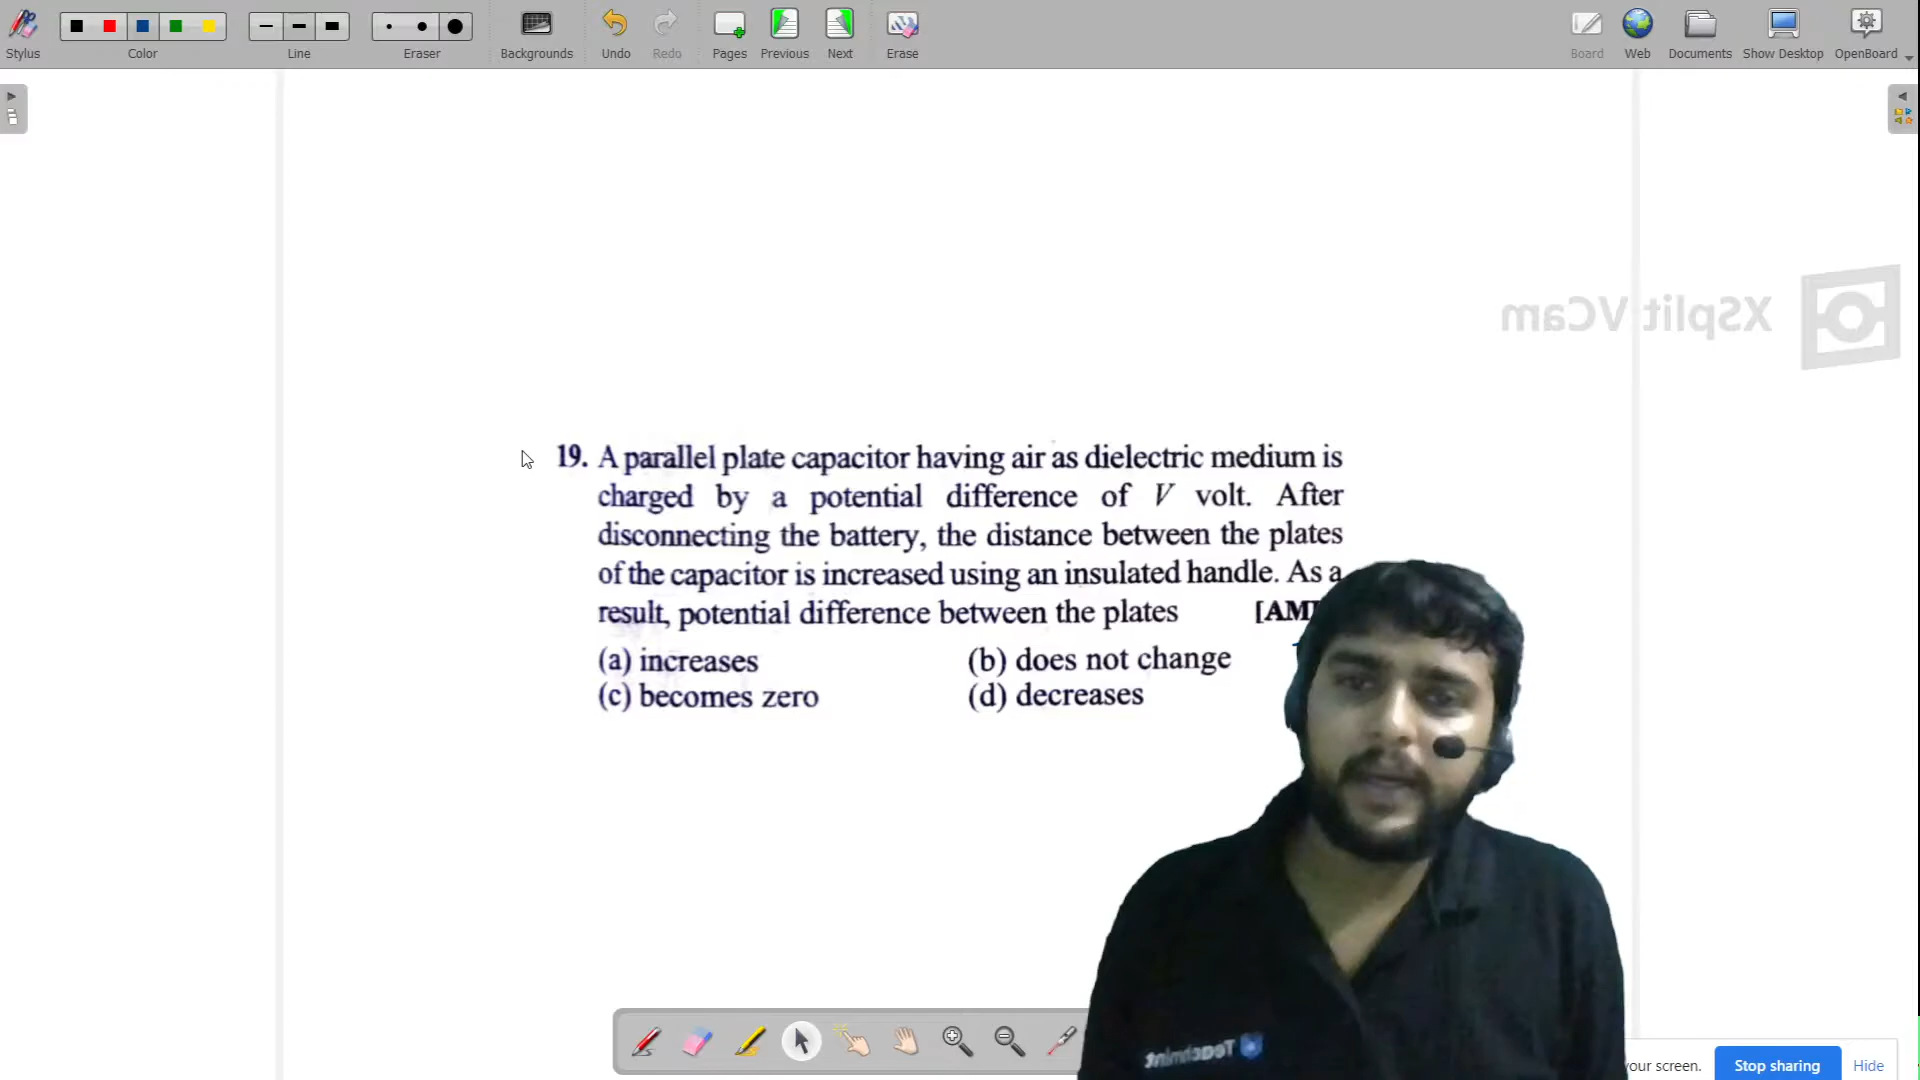 Stylus
Color
Line
Eraser
Backgrounds
Undo
Redo
Pages
Previous
Next
Erase
Board
Web
Documents
Show Desktop
OpenBoard
XSplit VCam
19. A parallel plate capacitor having air as dielectric medium is
charged by a potential difference of V volt. After
disconnecting the battery, the distance between the plates
of the capacitor is increased using an insulated handle. As a
result, potential difference between the plates
(a) increases (b) does not change
(c) becomes zero (d) decreases
Teachmint
your screen. Stop sharing Hide